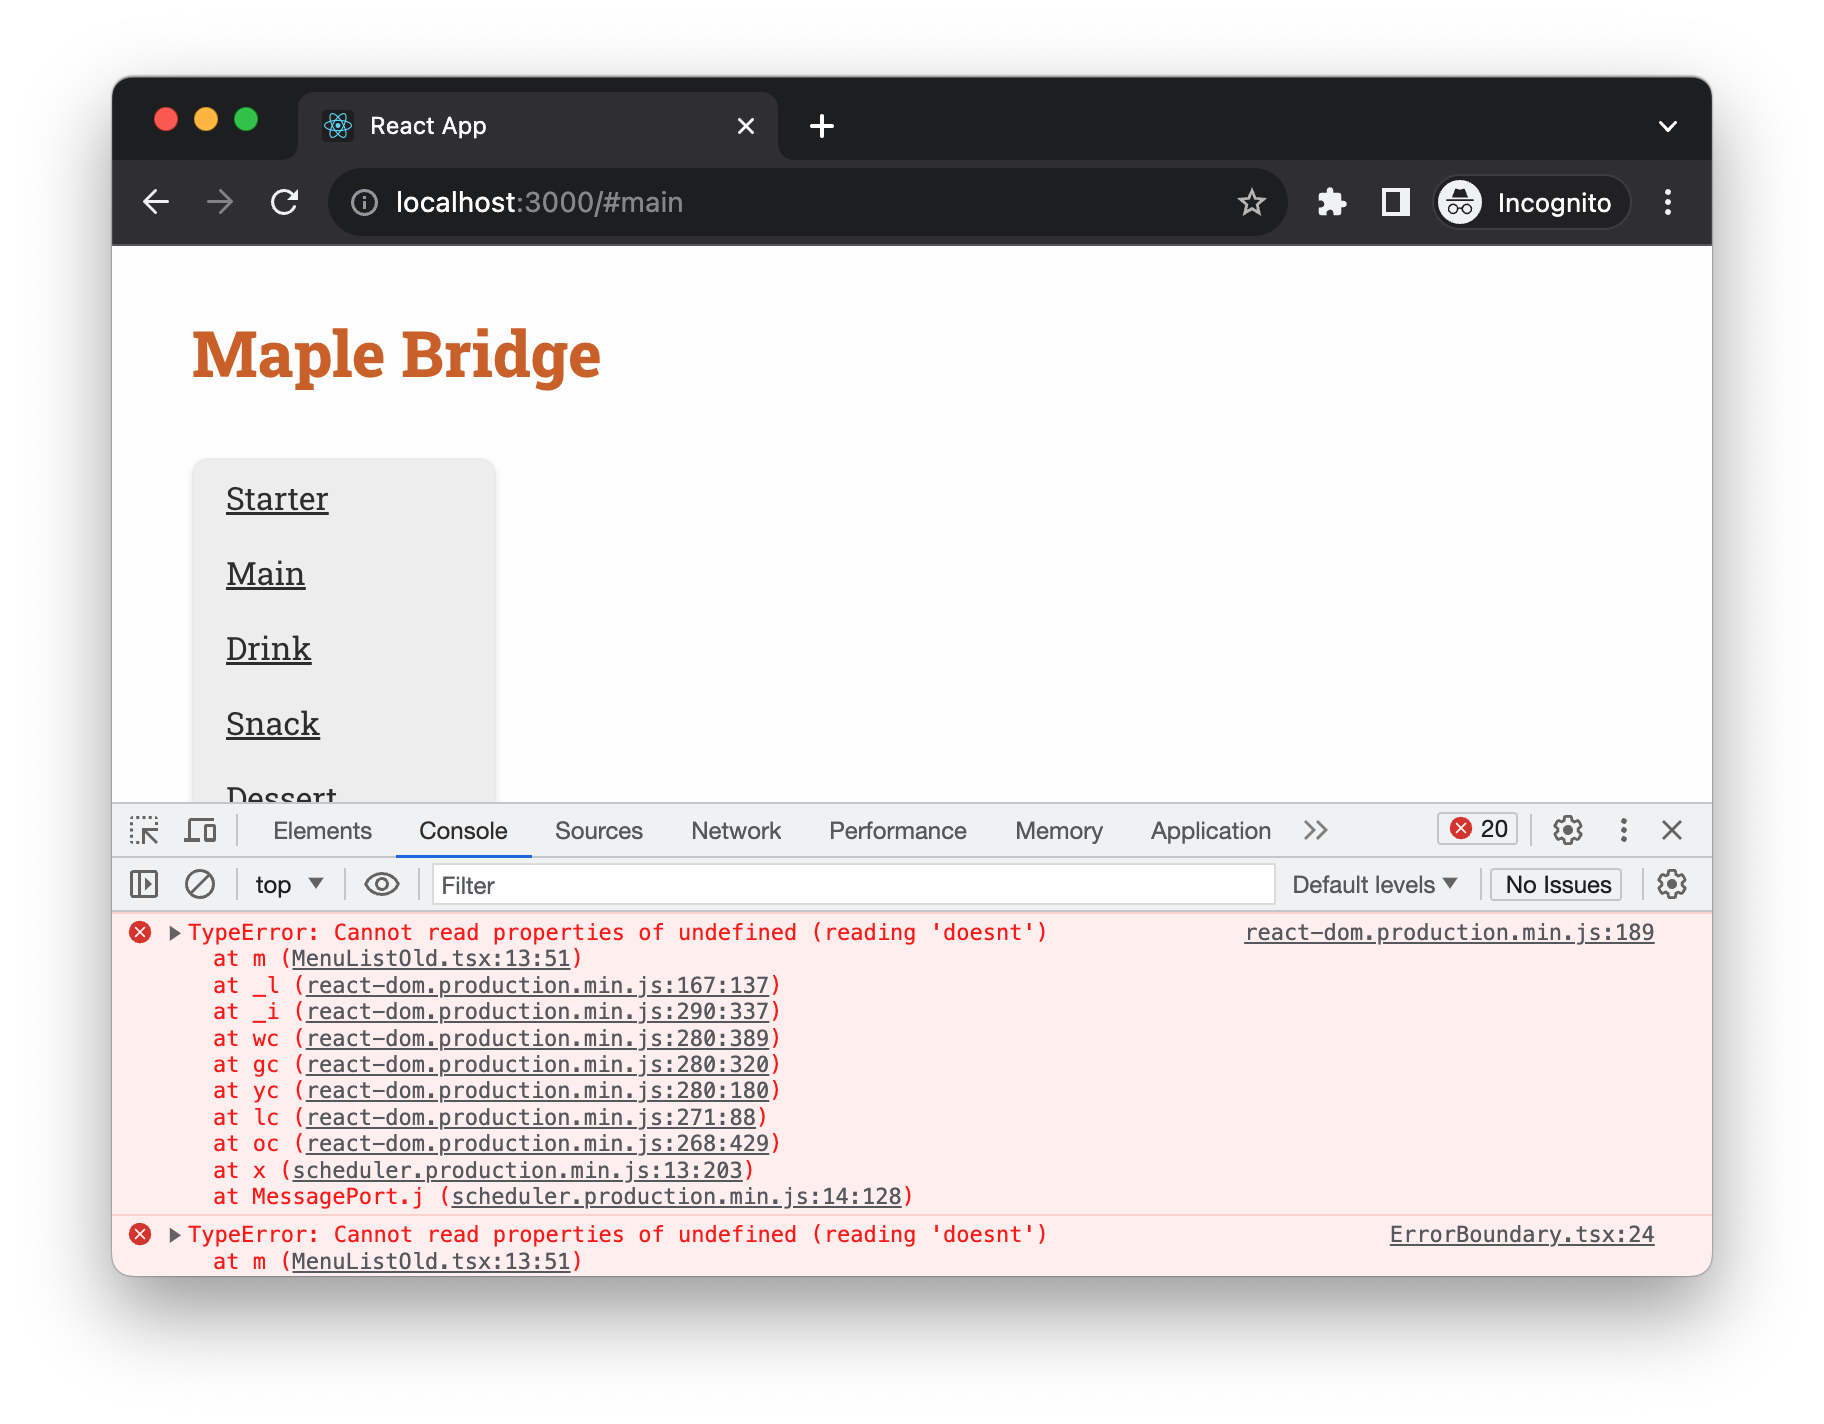 React App
localhost:3000/#main
Incognito
Maple Bridge
Starter
Main
Drink
Snack
Dessert
Elements Console Sources Network Performance Memory Application 20
top Filter Default levels No Issues
TypeError: Cannot read properties of undefined (reading 'doesnt') react-dom.production.min.js:189
at m (MenuListOld.tsx:13:51)
at _l (react-dom.production.min.js:167:137)
at _i (react-dom.production.min.js:290:337)
at wc (react-dom.production.min.js:280:389)
at gc (react-dom.production.min.js:280:320)
at yc (react-dom.production.min.js:280:180)
at lc (react-dom.production.min.js:271:88)
at oc (react-dom.production.min.js:268:429)
at x (scheduler.production.min.js:13:203)
at MessagePort.j (scheduler.production.min.js:14:128)
TypeError: Cannot read properties of undefined (reading 'doesnt') ErrorBoundary.tsx:24
at m (MenuListOld.tsx:13:51)